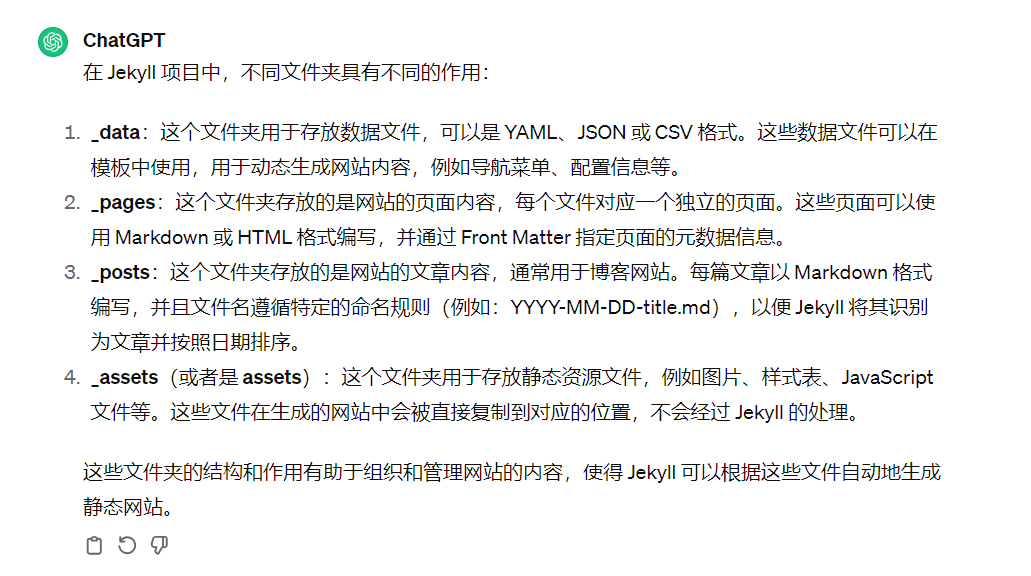 ChatGPT
在 Jekyll 项目中，不同文件夹具有不同的作用：
1. _data：这个文件夹用于存放数据文件，可以是 YAML、JSON 或 CSV 格式。这些数据文件可以在
模板中使用，用于动态生成网站内容，例如导航菜单、配置信息等。
2. _pages：这个文件夹存放的是网站的页面内容，每个文件对应一个独立的页面。这些页面可以使
用 Markdown 或 HTML 格式编写，并通过 Front Matter 指定页面的元数据信息。
3. _posts：这个文件夹存放的是网站的文章内容，通常用于博客网站。每篇文章以 Markdown 格式
编写，并且文件名遵循特定的命名规则（例如：YYYY-MM-DD-title.md），以便 Jekyll 将其识别
为文章并按照日期排序。
4. _assets（或者是 assets）：这个文件夹用于存放静态资源文件，例如图片、样式表、JavaScript
文件等。这些文件在生成的网站中会被直接复制到对应的位置，不会经过 Jekyll 的处理。
这些文件夹的结构和作用有助于组织和管理网站的内容，使得 Jekyll 可以根据这些文件自动地生成
静态网站。